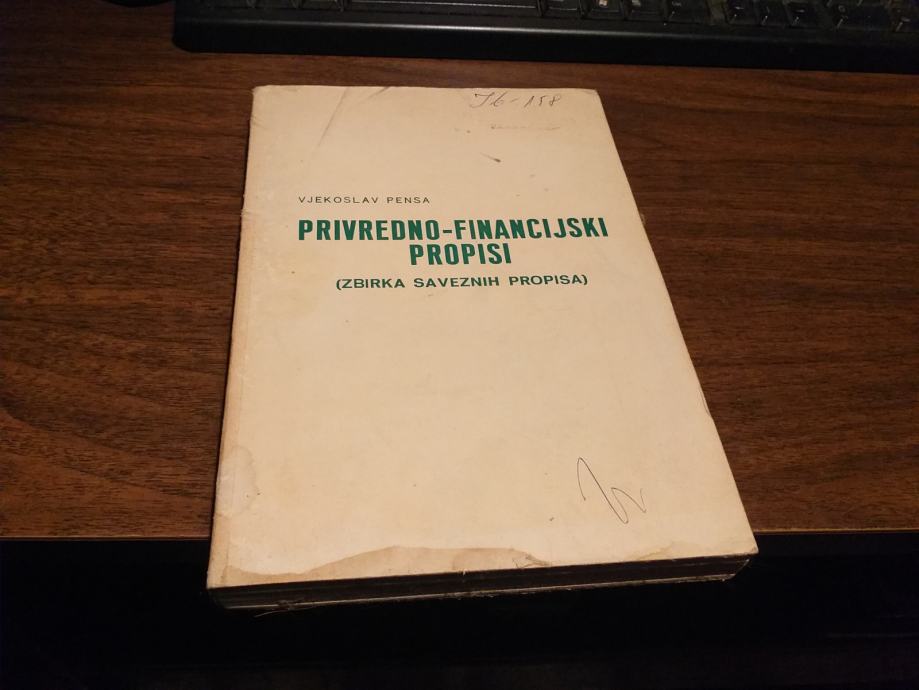 VJEKOSLAV PENSA
PRIVREDNO-FINANCIJSKI
PROPISI
(ZBIRKA SAVEZNIH PROPISA)